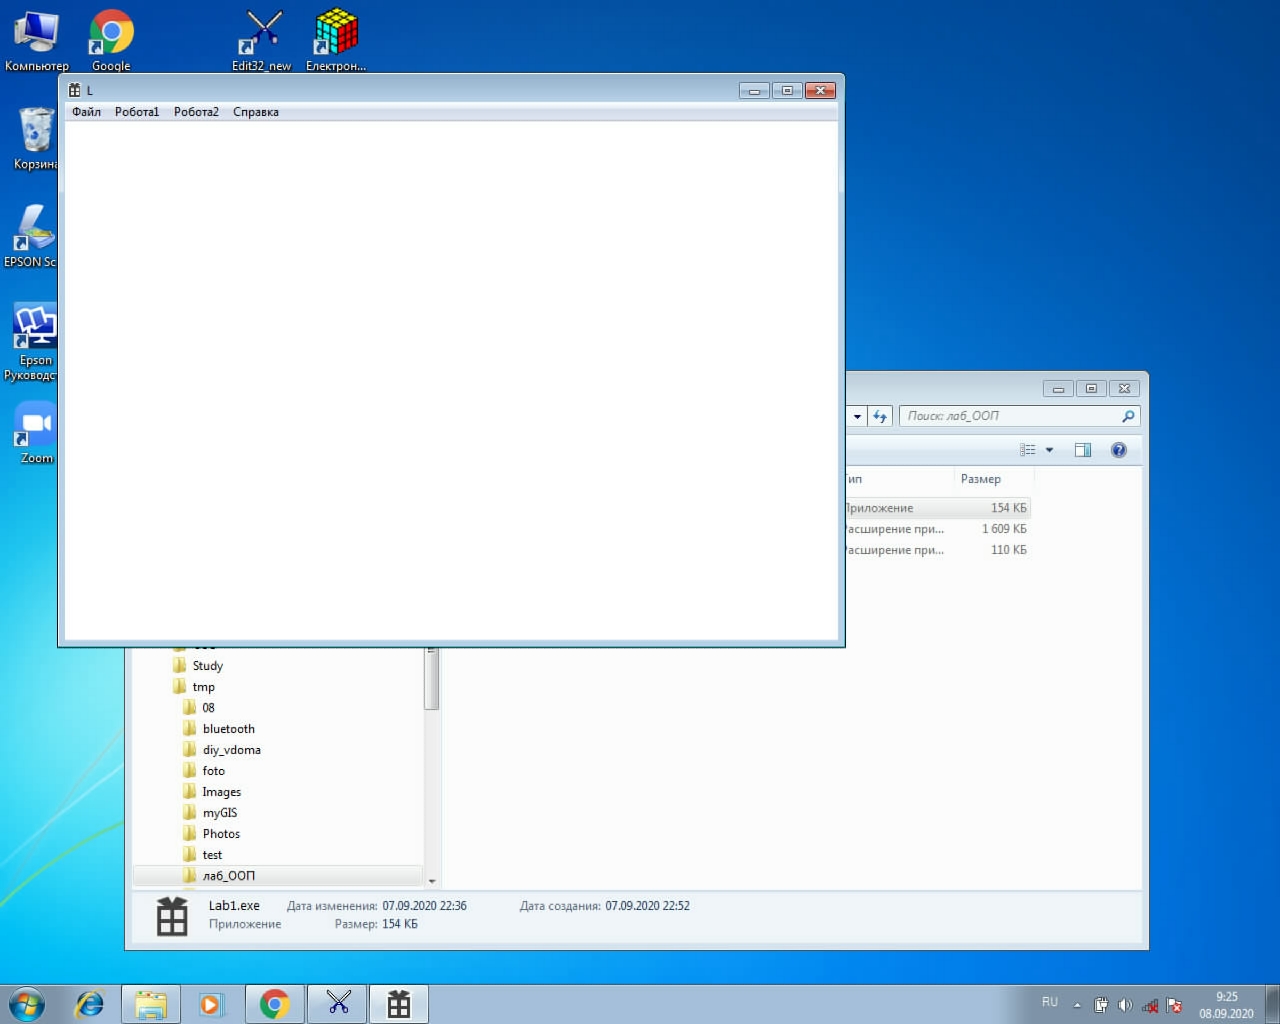 Компьютер
Google
Edit32_new
Електрон...
L
Файл Робота1 Робота2 Справка
Корзина
EPSON Sc
Epson
Руководс
Zoom
Поиск: лаб_ООП
Размер
Приложение 154 КБ
Расширение при... 1 609 КБ
Расширение при... 110 КБ
Study
tmp
08
bluetooth
diy_vdoma
foto
Images
myGIS
Photos
test
лаб_ООП
Lab1.exe Дата изменения: 07.09.2020 22:36 Дата создания: 07.09.2020 22:52
Приложение Размер: 154 КБ
RU
9:25
08.09.2020